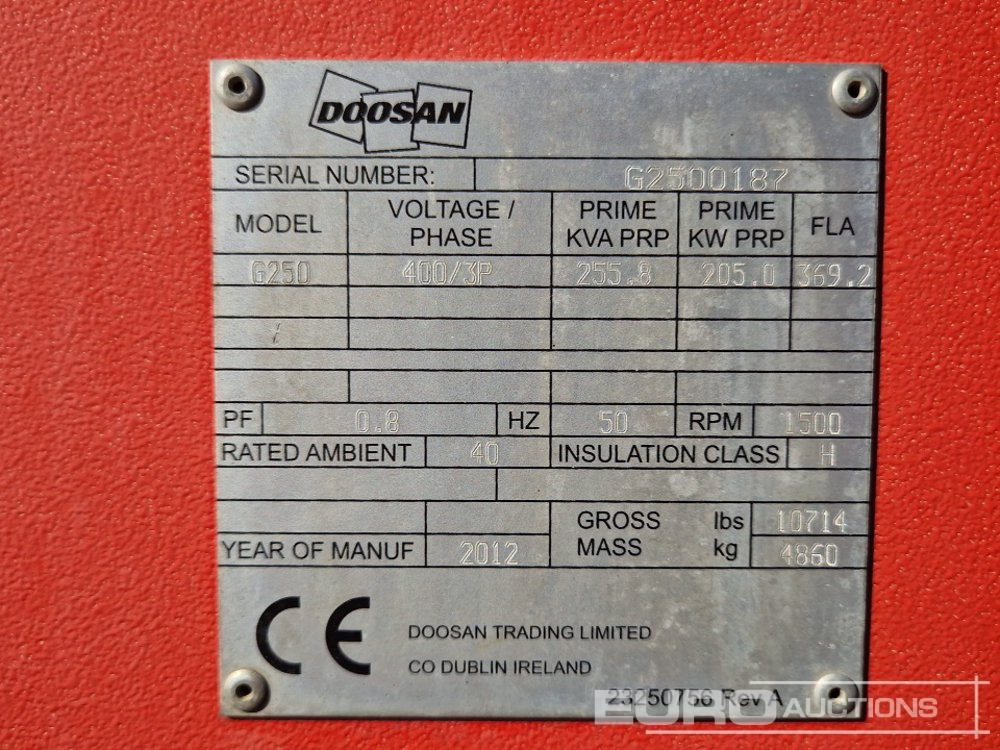 DOOSAN
SERIAL NUMBER: G2500187
MODEL VOLTAGE / PHASE PRIME KVA PRP PRIME KW PRP FLA
G250 400/3P 255.8 205.0 369.2
/
PF 0.8 HZ 50 RPM 1500
RATED AMBIENT 40 INSULATION CLASS H
GROSS MASS lbs 10714
kg 4860
YEAR OF MANUF 2012
CE DOOSAN TRADING LIMITED
CO DUBLIN IRELAND
23250756 Rev A
EURO AUCTIONS